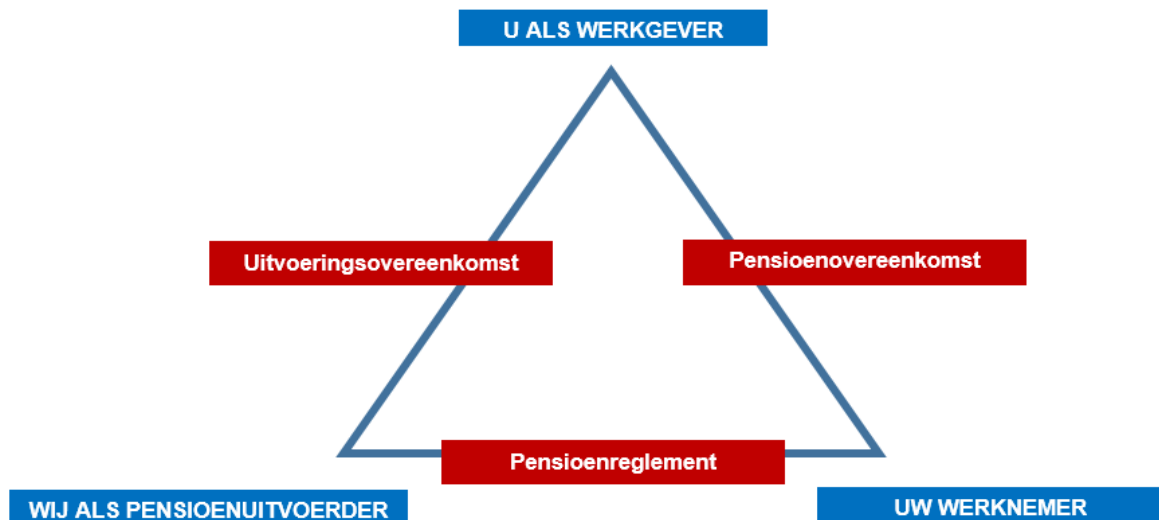 U ALS WERKGEVER
Uitvoeringsovereenkomst
Pensioenovereenkomst
Pensioenreglement
WIJ ALS PENSIOENUITVOERDER
UW WERKNEMER